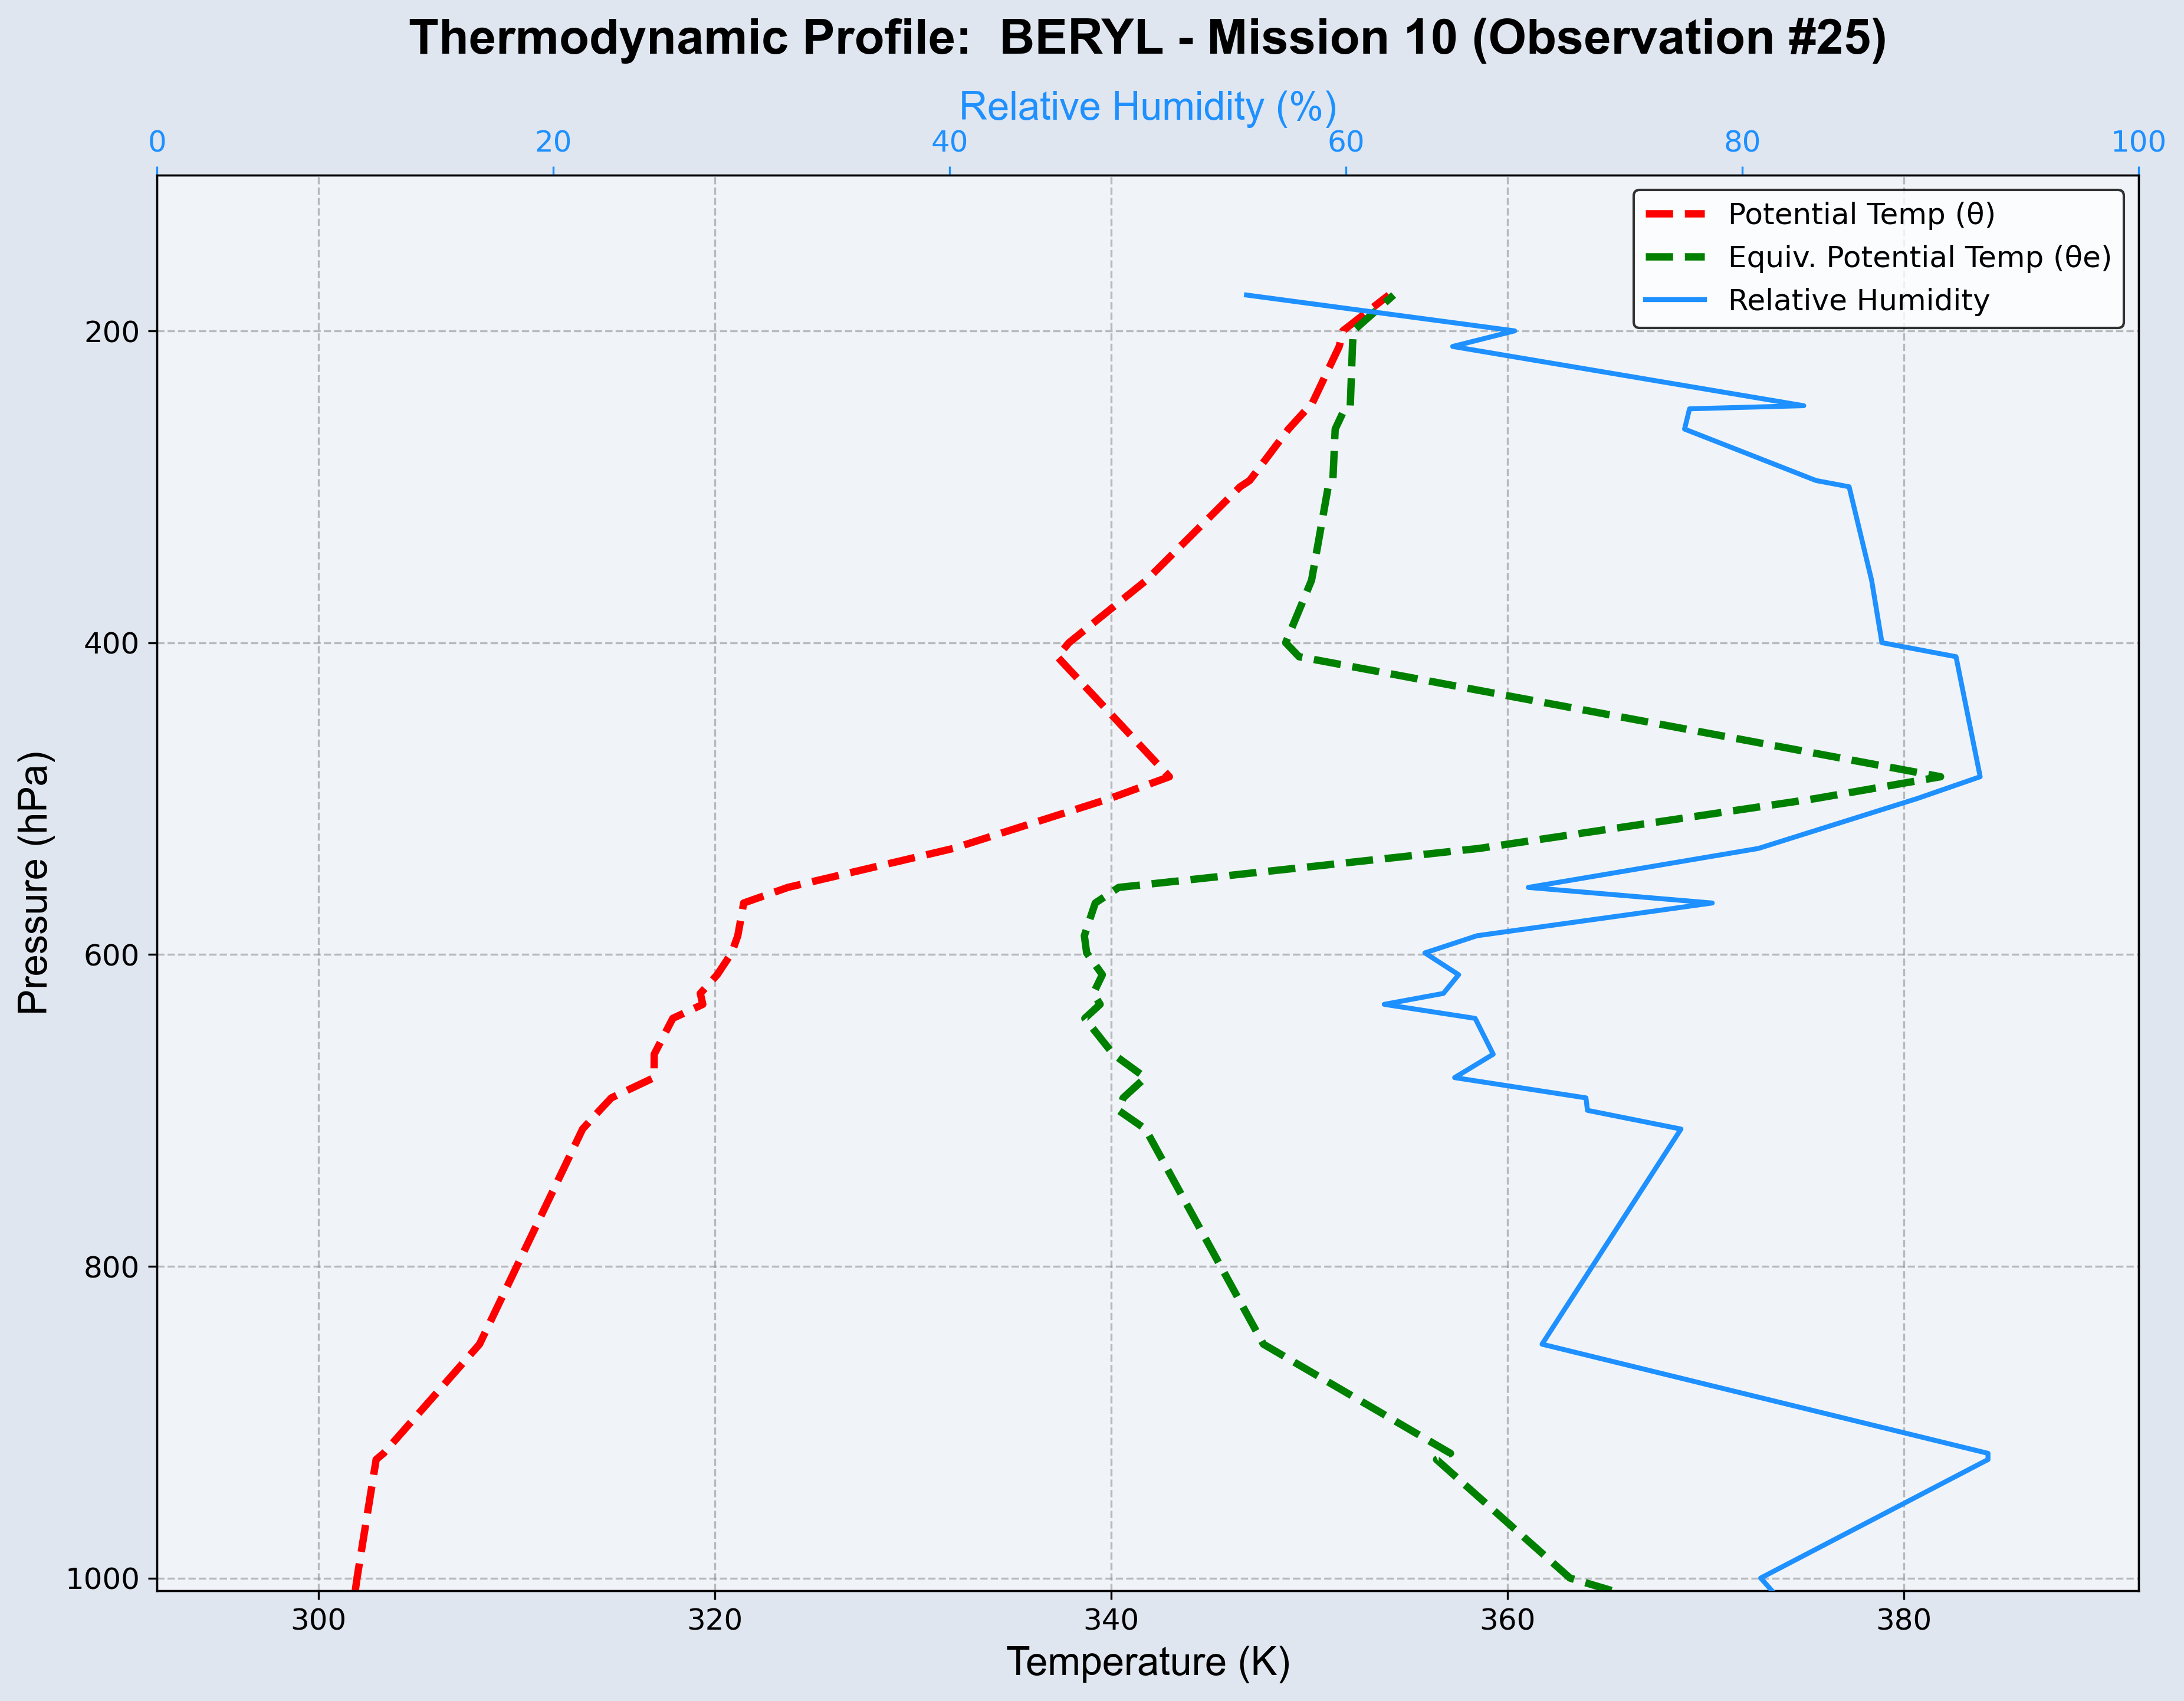 Thermodynamic Profile:  BERYL - Mission 10 (Observation #25)
Relative Humidity (%)
0 20 40 60 80 100
Potential Temp (θ)
Equiv. Potential Temp (θe)
Relative Humidity
Pressure (hPa)
200
400
600
800
1000
300 320 340 360 380
Temperature (K)